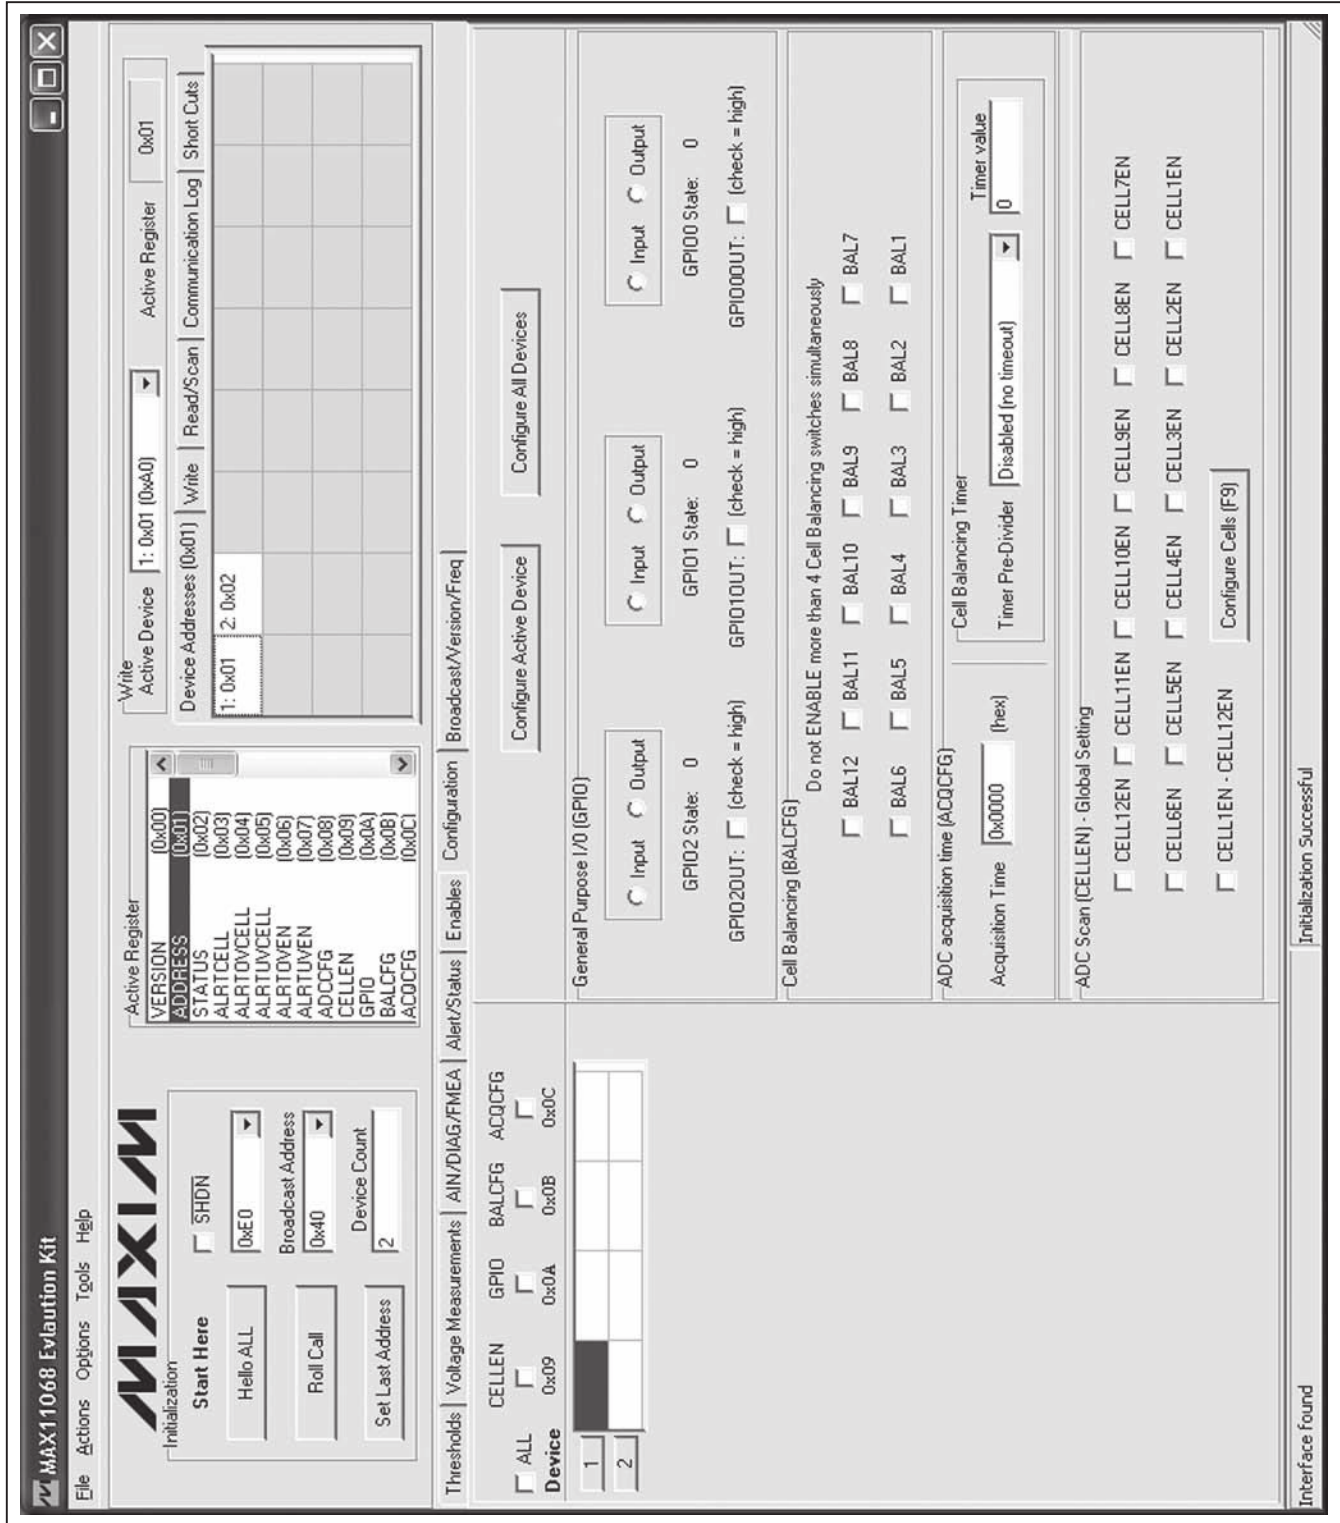 MAX11068 Evlaution Kit
File Actions Options Tools Help
MAXIM
Initialization
Start Here
SHDN
Hello ALL
0xE0
Broadcast Address
Roll Call
0x40
Device Count
Set Last Address
2
Active Register
VERSION (0x00)
ADDRESS (0x01)
STATUS (0x02)
ALRTCELL (0x03)
ALRTOVCELL (0x04)
ALRTUVCELL (0x05)
ALRTOVEN (0x06)
ALRTUVEN (0x07)
ADCCFG (0x08)
CELLEN (0x09)
GPIO (0x0A)
BALCFG (0x0B)
ACQCFG (0x0C)
Write
Active Device 1: 0x01 (0xA0) Active Register 0x01
Device Addresses (0x01) Write Read/Scan Communication Log Short Cuts
1: 0x01 2: 0x02
Thresholds Voltage Measurements AIN/DIAG/FMEA Alert/Status Enables Configuration Broadcast/Version/Freq
ALL CELLEN GPIO BALCFG ACQCFG
Device 0x09 0x0A 0x0B 0x0C
1
2
Configure Active Device Configure All Devices
General Purpose I/O (GPIO)
Input Output Input Output Input Output
GPIO2 State: 0 GPIO1 State: 0 GPIO0 State: 0
GPIO2OUT: (check = high) GPIO1OUT: (check = high) GPIO0OUT: (check = high)
Cell Balancing (BALCFG)
Do not ENABLE more than 4 Cell Balancing switches simultaneously
BAL12 BAL11 BAL10 BAL9 BAL8 BAL7
BAL6 BAL5 BAL4 BAL3 BAL2 BAL1
ADC acquisition time (ACQCFG)
Acquisition Time 0x0000 (hex)
Cell Balancing Timer
Timer Pre-Divider Disabled (no timeout)
Timer value
0
ADC Scan (CELLEN) - Global Setting
CELL12EN CELL11EN CELL10EN CELL9EN CELL8EN CELL7EN
CELL6EN CELL5EN CELL4EN CELL3EN CELL2EN CELL1EN
CELL1EN - CELL12EN Configure Cells (F9)
Interface Found Initialization Successful